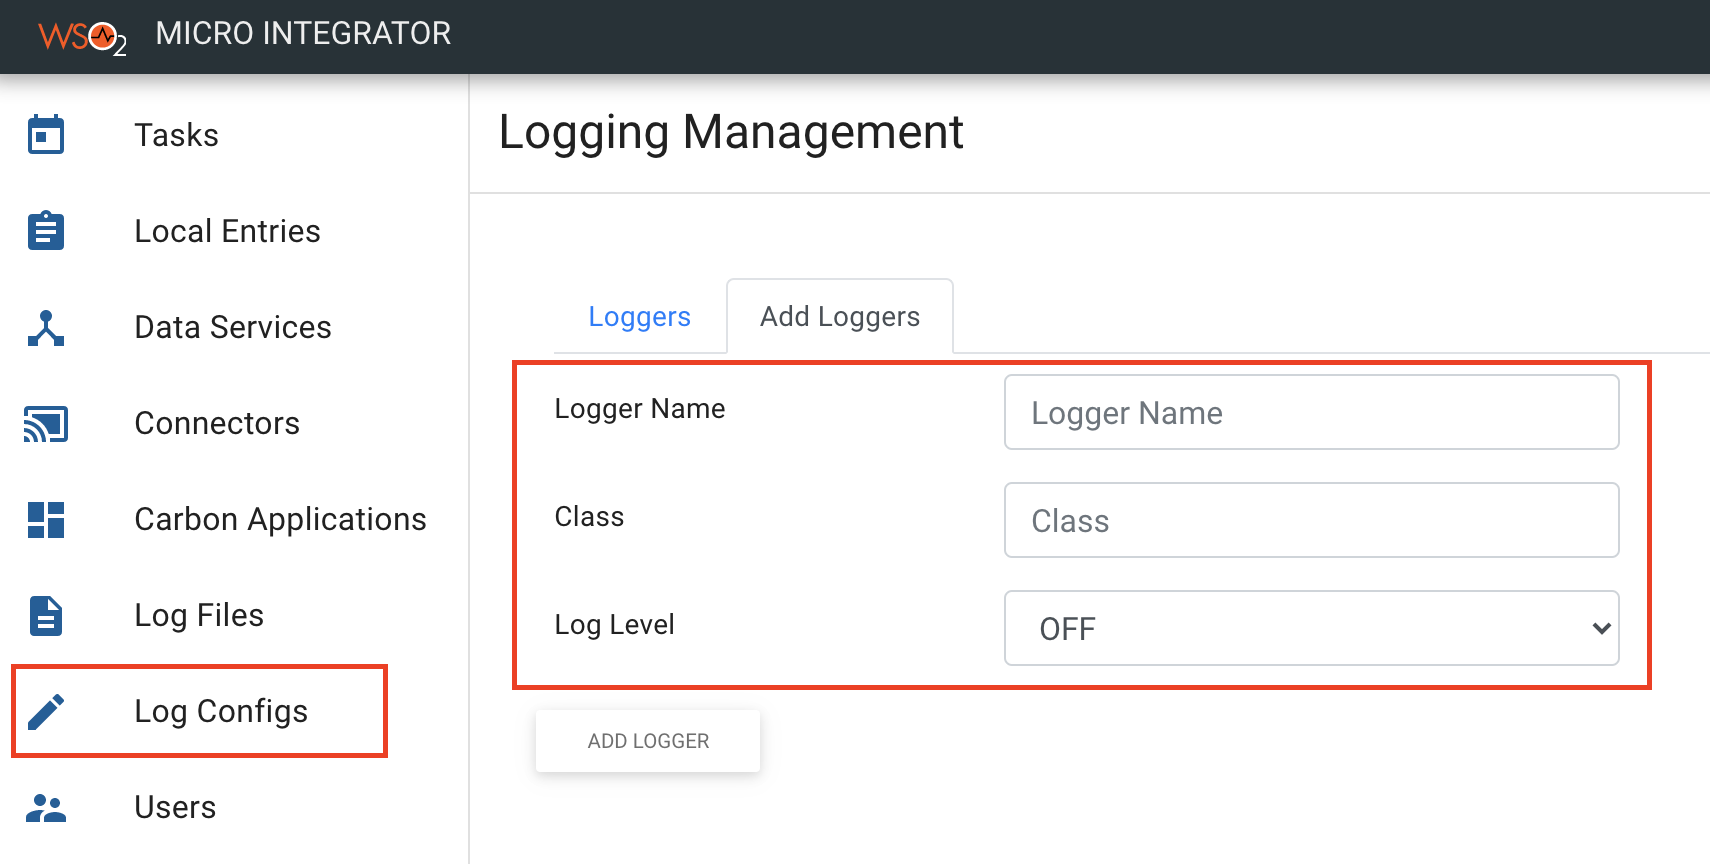 WSO2 MICRO INTEGRATOR
Tasks
Local Entries
Data Services
Connectors
Carbon Applications
Log Files
Log Configs
Users
Logging Management
Loggers
Add Loggers
Logger Name
Logger Name
Class
Class
Log Level
OFF
ADD LOGGER